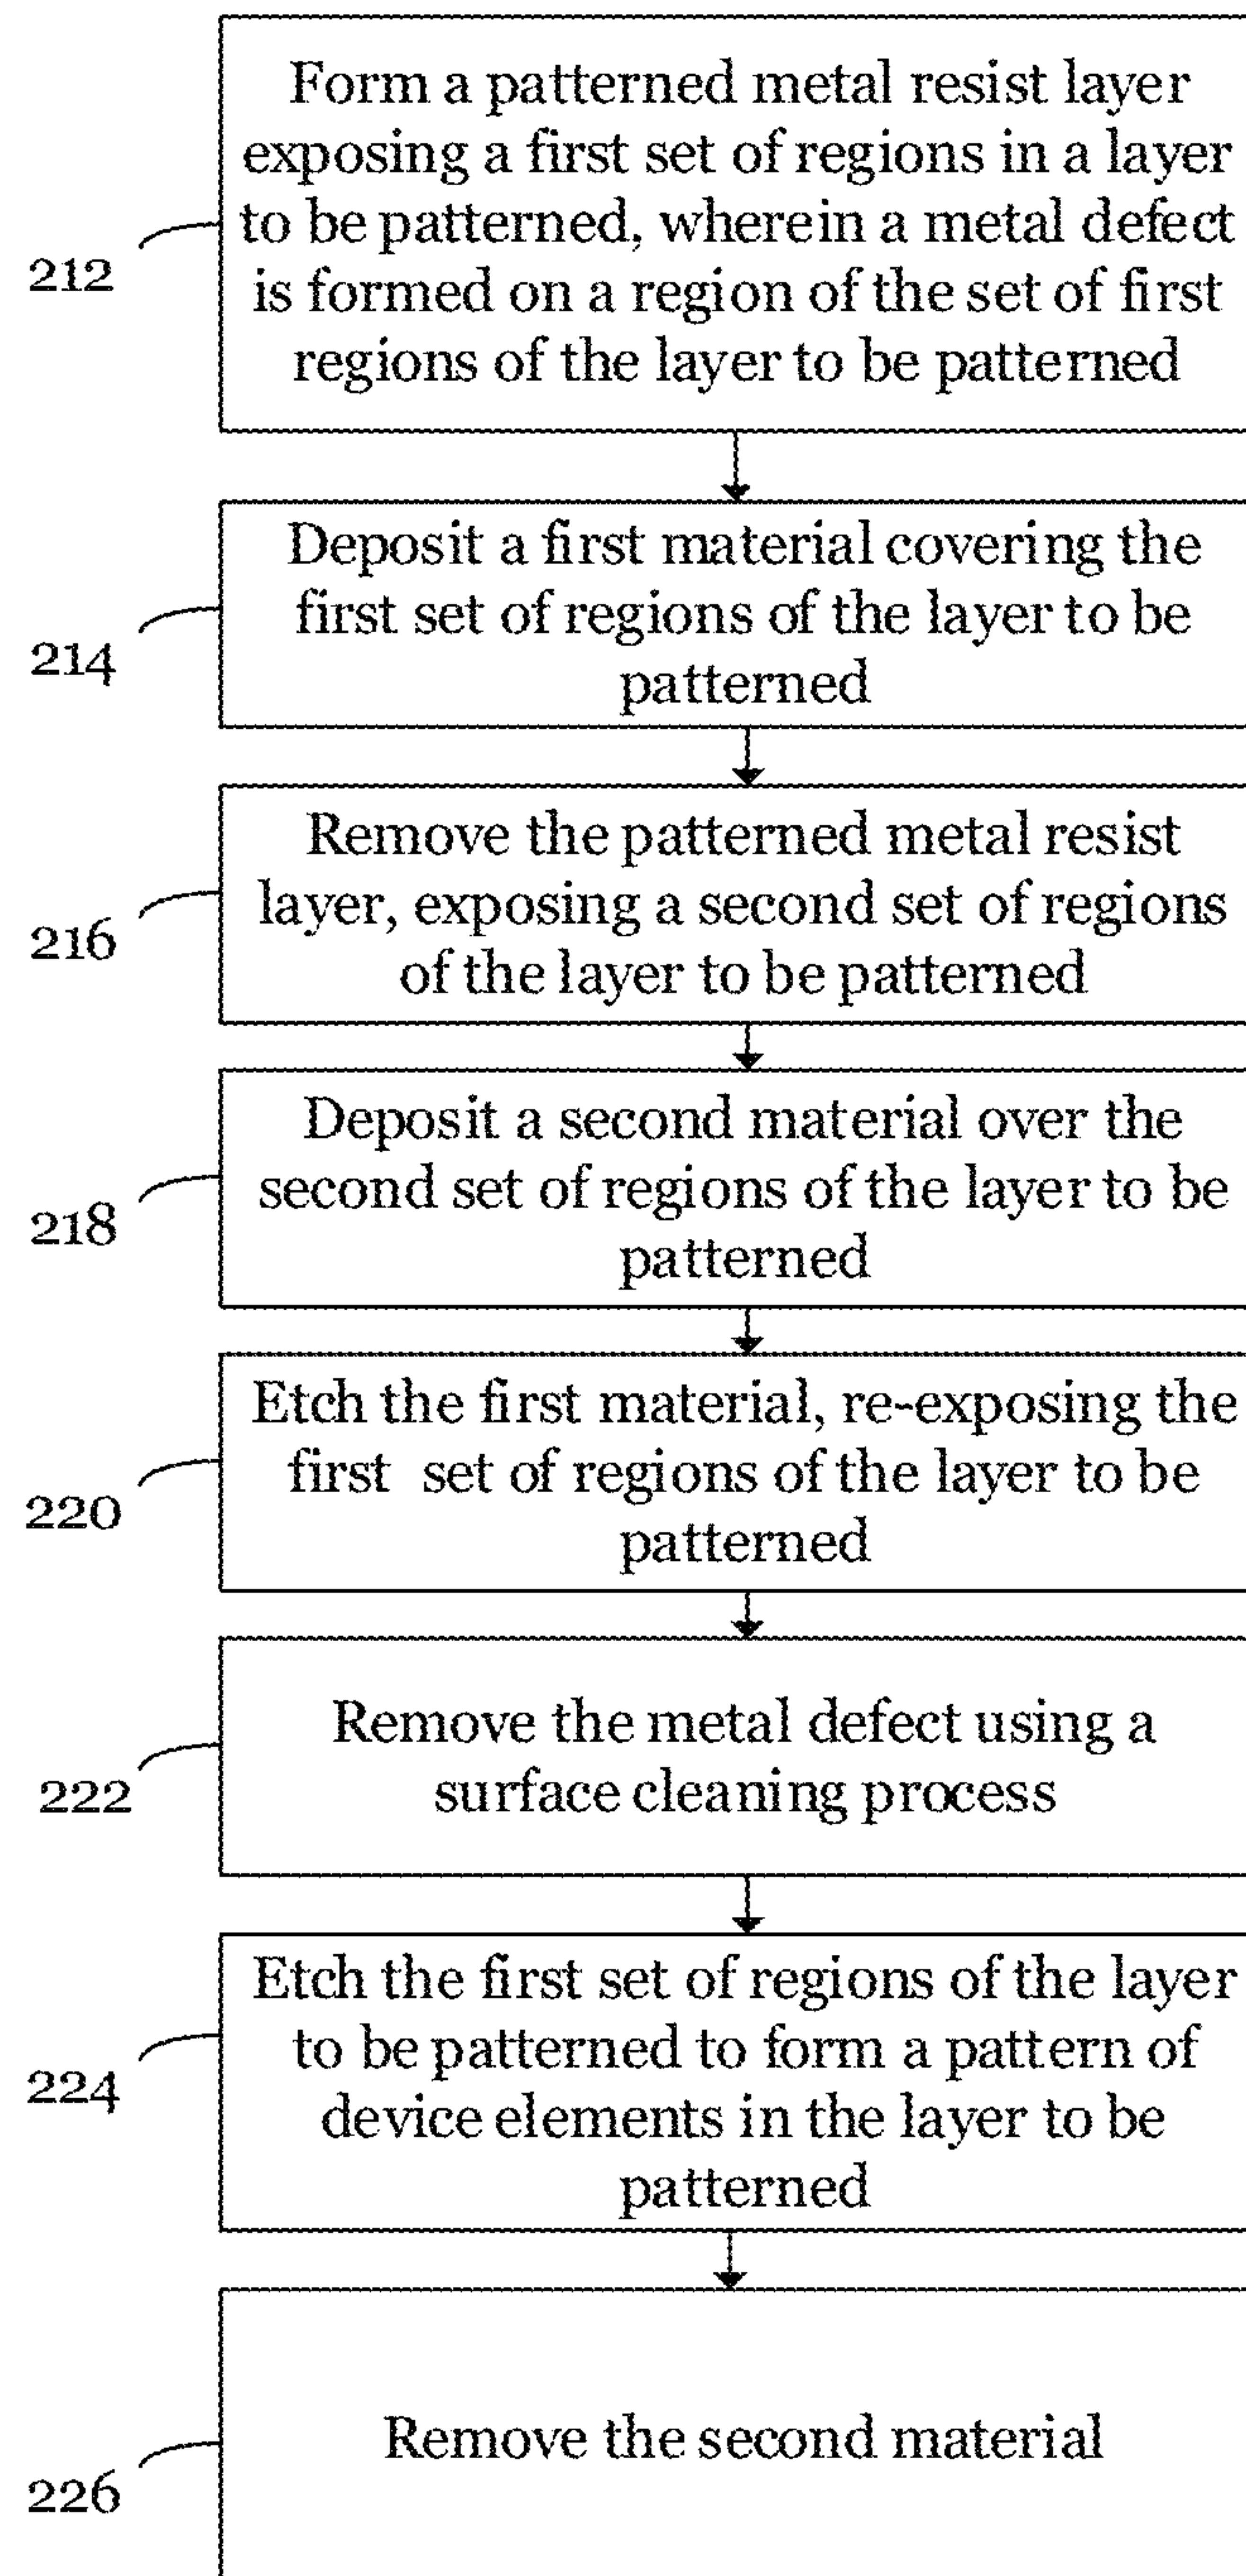 Form a patterned metal resist layer
exposing a first set of regions in a layer
to be patterned, wherein a metal defect
is formed on a region of the set of first
regions of the layer to be patterned
212
Deposit a first material covering the
first set of regions of the layer to be
patterned
214
Remove the patterned metal resist
layer, exposing a second set of regions
of the layer to be patterned
216
Deposit a second material over the
second set of regions of the layer to be
patterned
218
Etch the first material, re-exposing the
first set of regions of the layer to be
patterned
220
Remove the metal defect using a
surface cleaning process
222
Etch the first set of regions of the layer
to be patterned to form a pattern of
device elements in the layer to be
patterned
224
Remove the second material
226